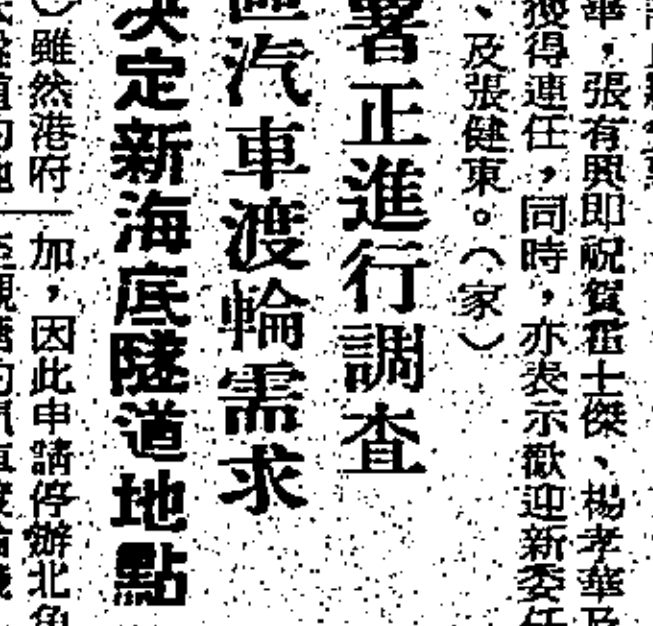 華，張有興即祝賀霍士傑、楊孝華及
獲得連任，同時，亦表示歡迎新委任
、及張健東。（家）
署正進行調查
區汽車渡輪需求
決定新海底隧道地點
）雖然港府
加，因此申請停辦北角